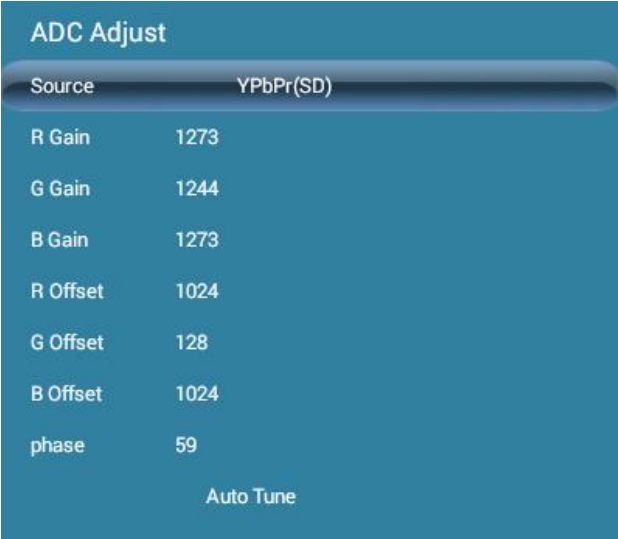 ADC Adjust
Source YPbPr(SD)
R Gain 1273
G Gain 1244
B Gain 1273
R Offset 1024
G Offset 128
B Offset 1024
phase 59
Auto Tune